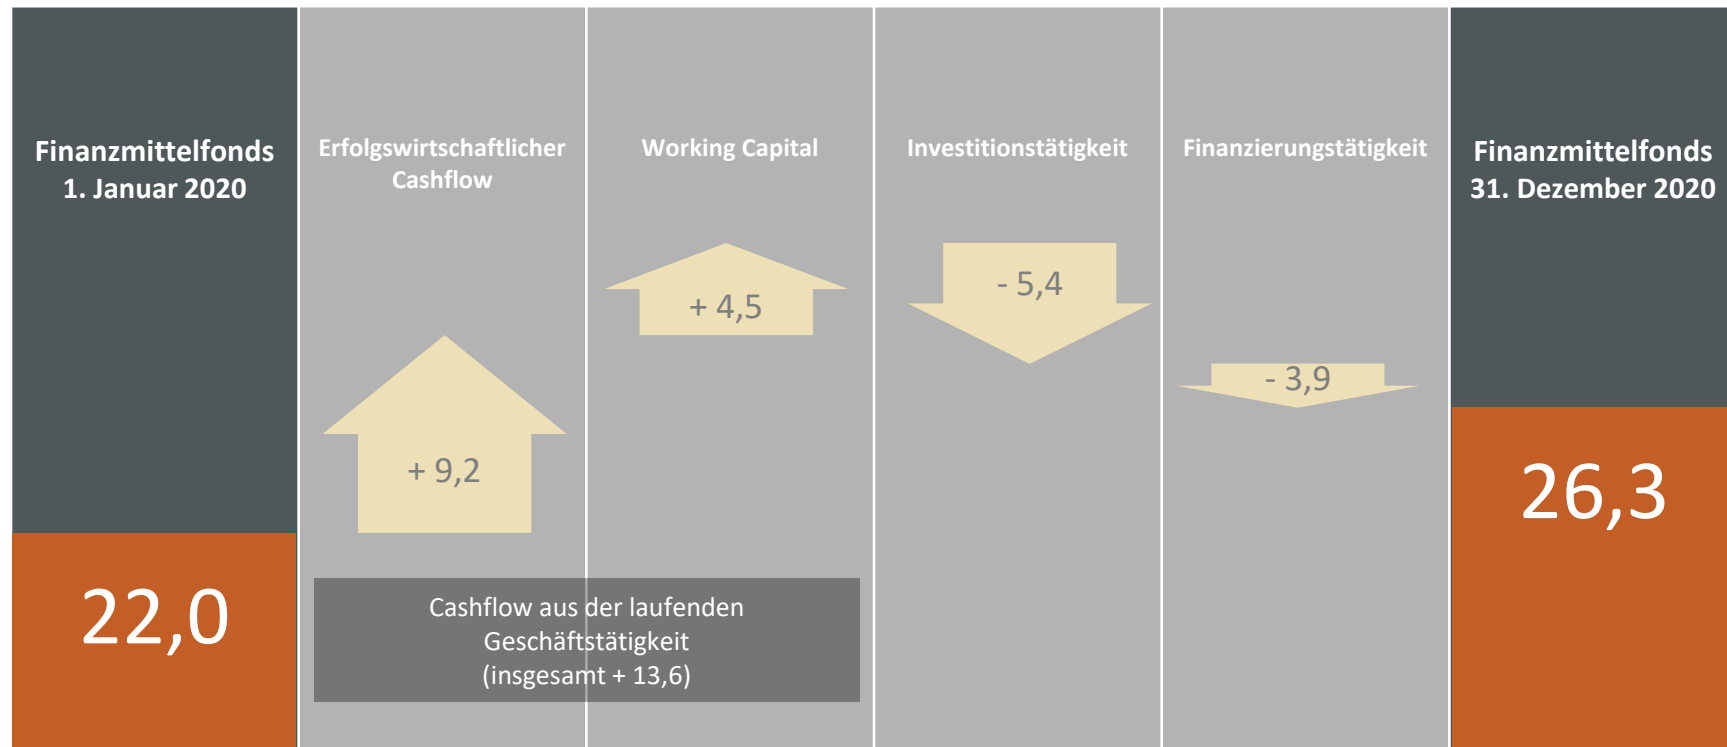 Finanzmittelfonds
1. Januar 2020
22,0
Erfolgswirtschaftlicher
Cashflow
+ 9,2
Working Capital
+ 4,5
Cashflow aus der laufenden
Geschäftstätigkeit
(insgesamt + 13,6)
Investitionstätigkeit
- 5,4
Finanzierungstätigkeit
- 3,9
Finanzmittelfonds
31. Dezember 2020
26,3